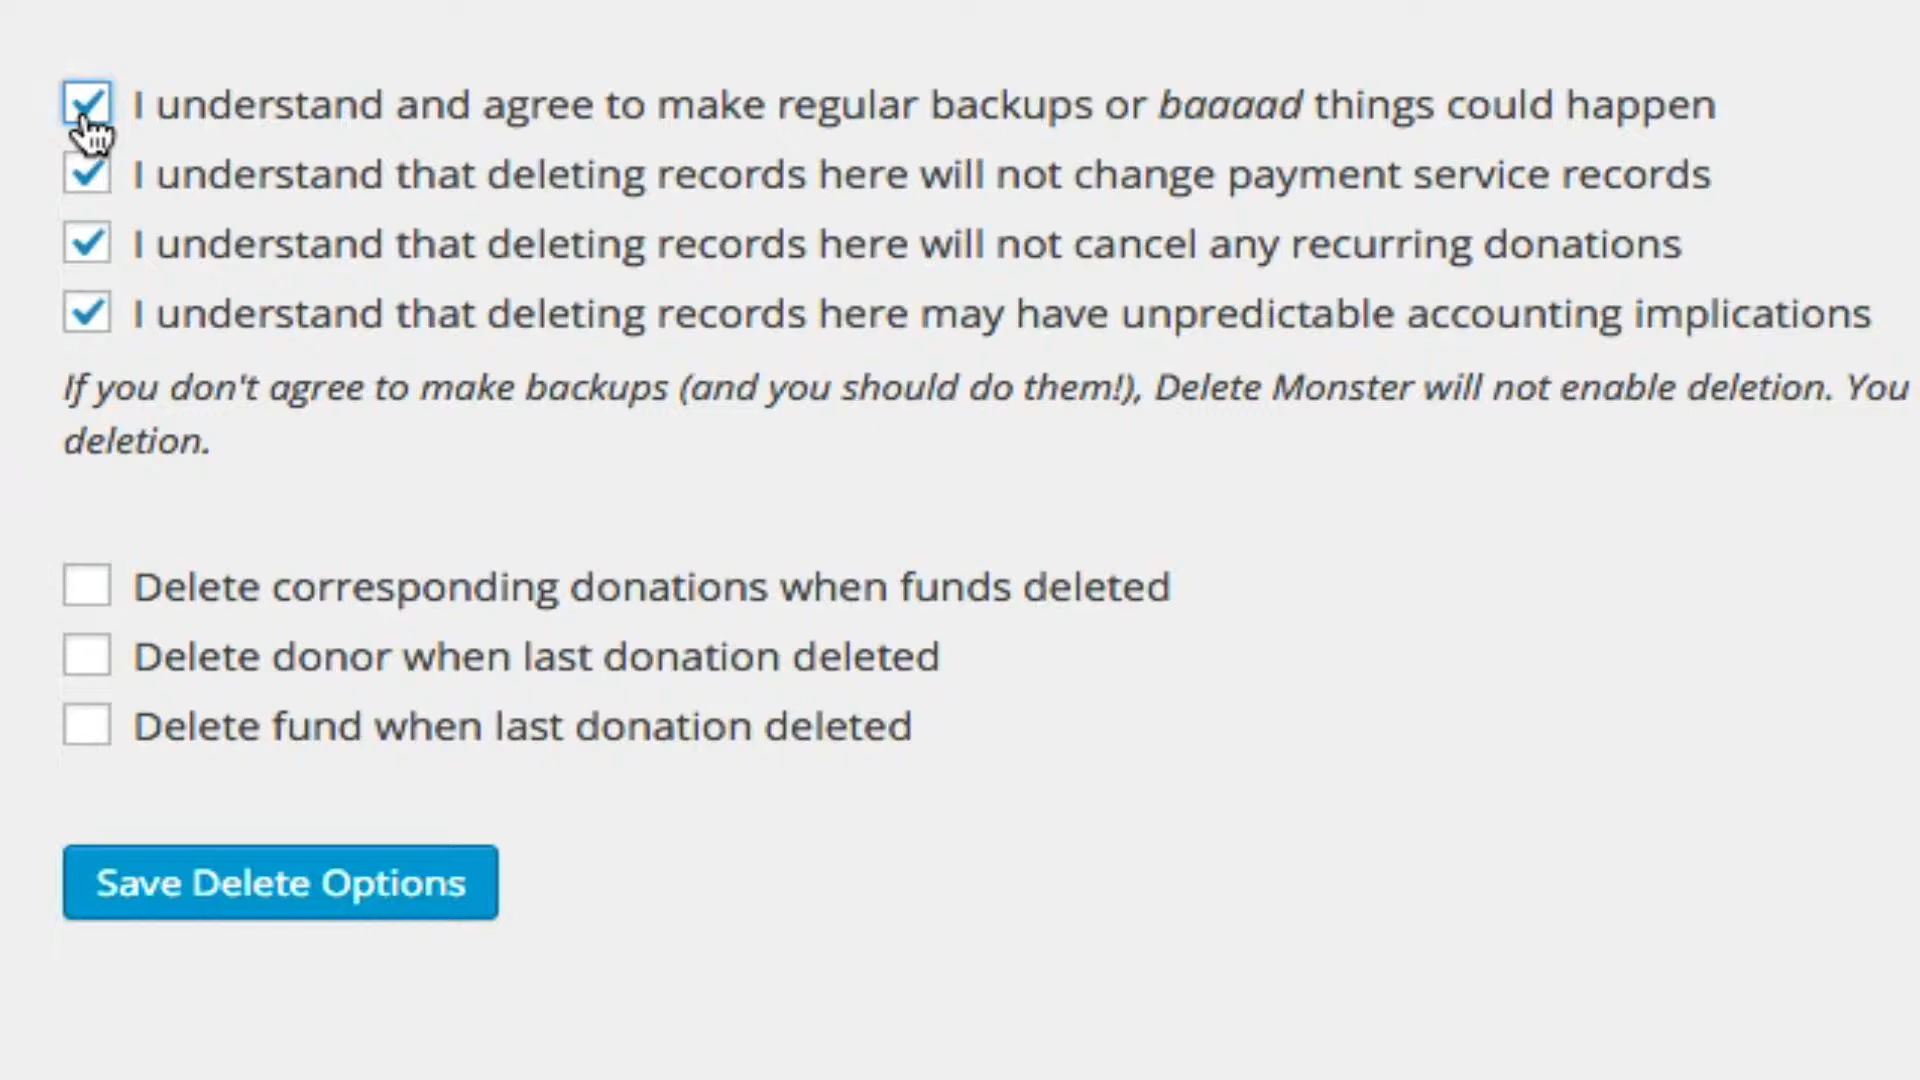 I understand and agree to make regular backups or baaaad things could happen
I understand that deleting records here will not change payment service records
I understand that deleting records here will not cancel any recurring donations
I understand that deleting records here may have unpredictable accounting implications
If you don't agree to make backups (and you should do them!), Delete Monster will not enable deletion. You
deletion.
Delete corresponding donations when funds deleted
Delete donor when last donation deleted
Delete fund when last donation deleted
Save Delete Options